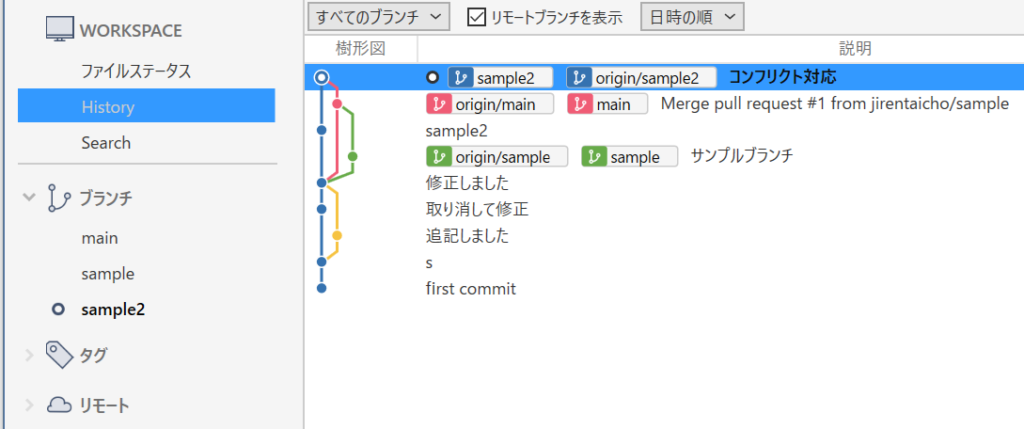 WORKSPACE
ファイルステータス
History
Search
ブランチ
main
sample
sample2
タグ
リモート
すべてのブランチ リモートブランチを表示 日時の順
樹形図 説明
sample2 origin/sample2 コンフリクト対応
origin/main main Merge pull request #1 from jirentaicho/sample
sample2
origin/sample sample サンプルブランチ
修正しました
取り消して修正
追記しました
s
first commit